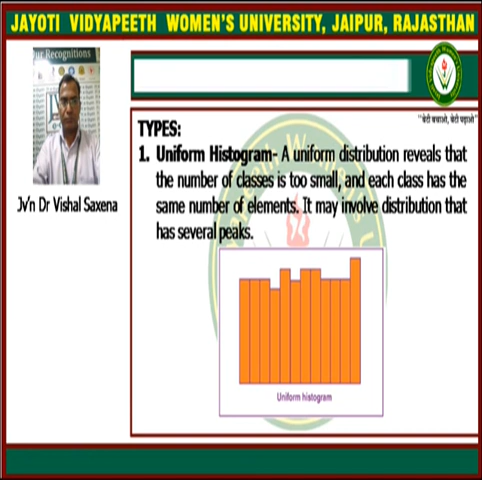 JAYOTI VIDYAPEETH WOMEN'S UNIVERSITY, JAIPUR, RAJASTHAN
Our Recognitions
"बेटी बचाओ, बेटी पढ़ाओ"
Jv'n Dr Vishal Saxena
TYPES:
1. Uniform Histogram- A uniform distribution reveals that
the number of classes is too small, and each class has the
same number of elements. It may involve distribution that
has several peaks.
Uniform histogram